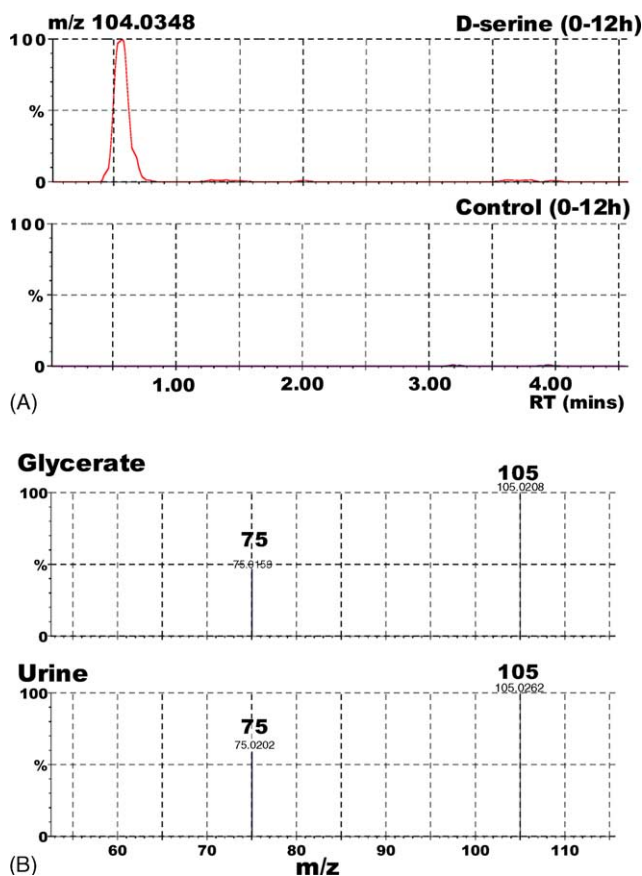 m/z 104.0348 D-serine (0-12h)
100
%
0
Control (0-12h)
100
%
0
1.00 2.00 3.00 4.00
RT (mins)
(A)
Glycerate
105
100 105.0208
75
% 75.0159
0
Urine
105
100 105.0262
75
75.0202
%
0
60 70 80 90 100 110
m/z
(B)